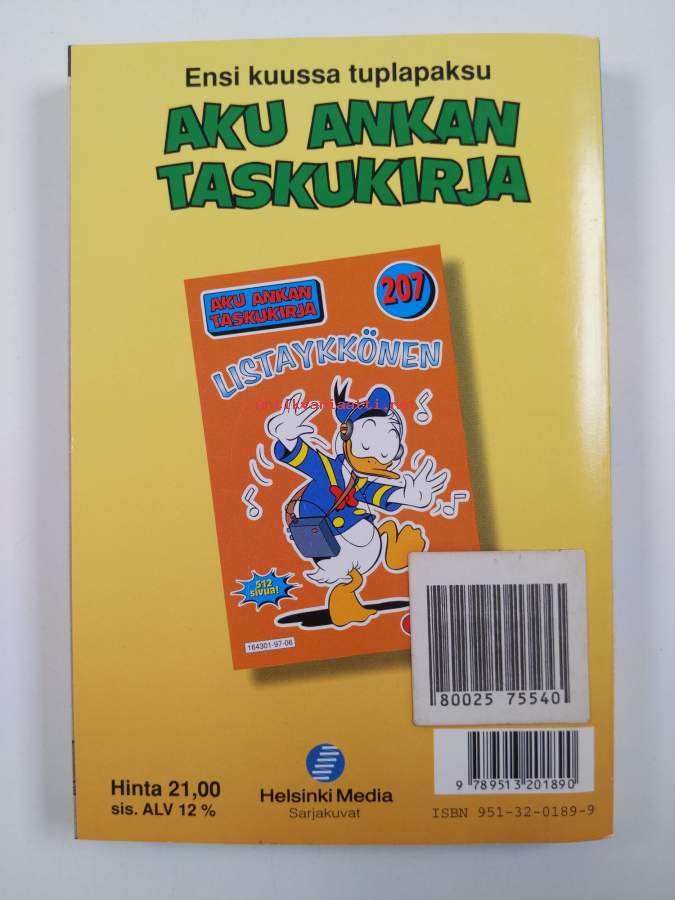 Ensi kuussa tuplapaksu
AKU ANKAN
TASKUKIRJA
AKU ANKAN
TASKUKIRJA
207
LISTAYKKÖNEN
512
sivua!
164301-97-06
80025 75540
9 789513 201890
Hinta 21,00
sis. ALV 12 %
Helsinki Media
Sarjakuvat
ISBN 951-32-0189-9